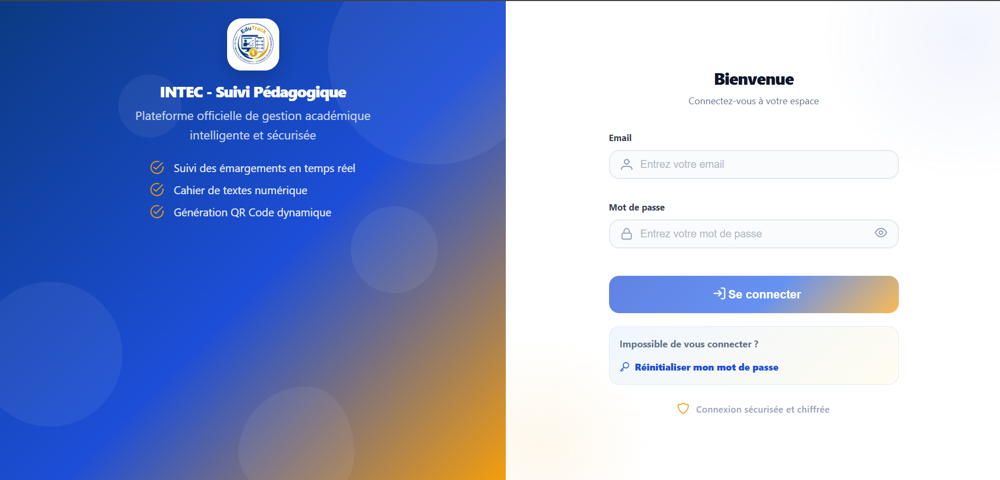 EduTrack
INTEC - Suivi Pédagogique
Plateforme officielle de gestion académique
intelligente et sécurisée
Suivi des émargements en temps réel
Cahier de textes numérique
Génération QR Code dynamique
Bienvenue
Connectez-vous à votre espace
Email
Entrez votre email
Mot de passe
Entrez votre mot de passe
Se connecter
Impossible de vous connecter ?
Réinitialiser mon mot de passe
Connexion sécurisée et chiffrée